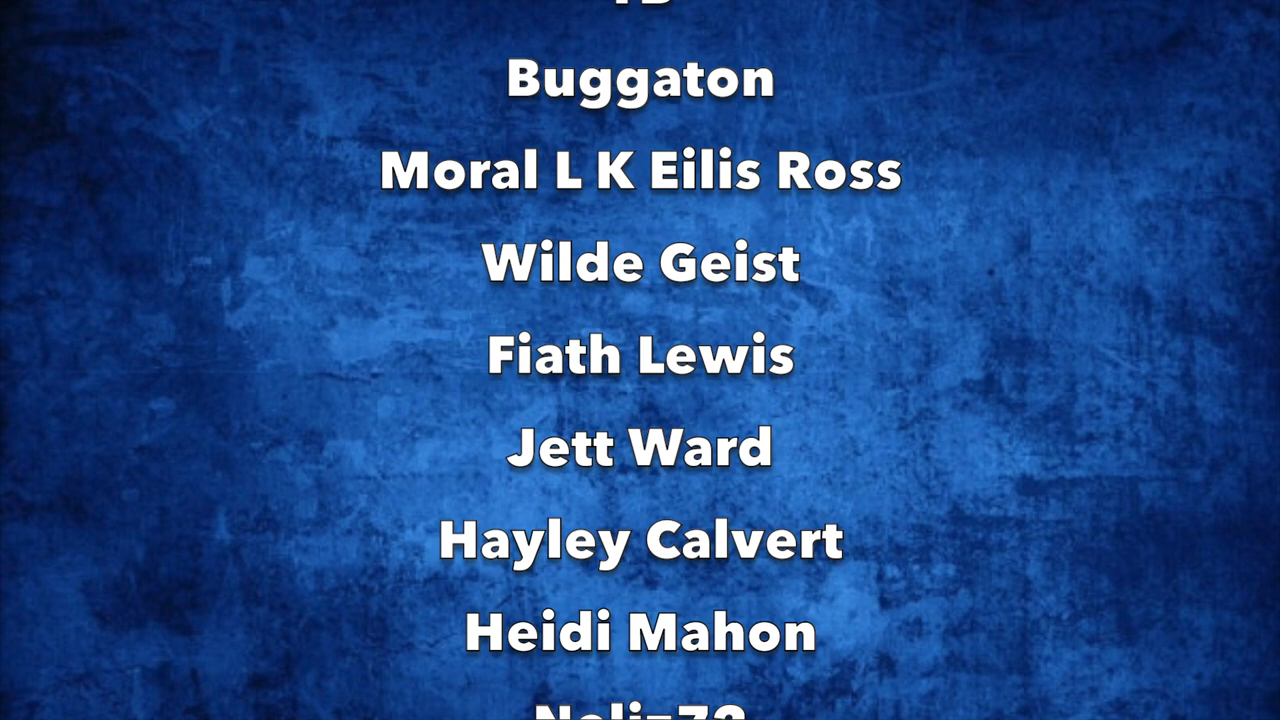 Buggaton
Moral L K Eilis Ross
Wilde Geist
Fiath Lewis
Jett Ward
Hayley Calvert
Heidi Mahon